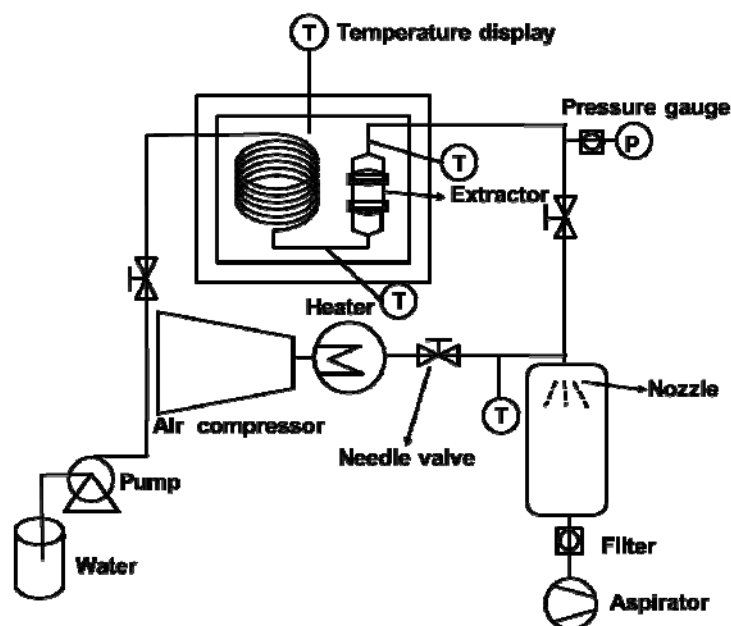 T Temperature display
Pressure gauge
P
T
Extractor
Heater T
Air compressor
T
Nozzle
Needle valve
Pump
Water
Filter
Aspirator